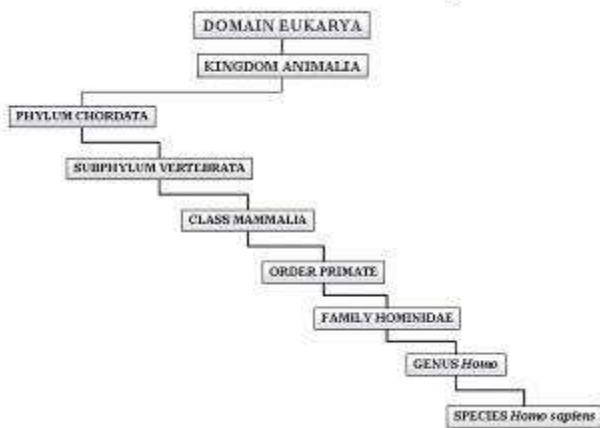 DOMAIN EUKARYA
KINGDOM ANIMALIA
PHYLUM CHORDATA
SUBPHYLUM VERTEBRATA
CLASS MAMMALIA
ORDER PRIMATE
FAMILY HOMINIDAE
GENUS Homo
SPECIES Homo sapiens